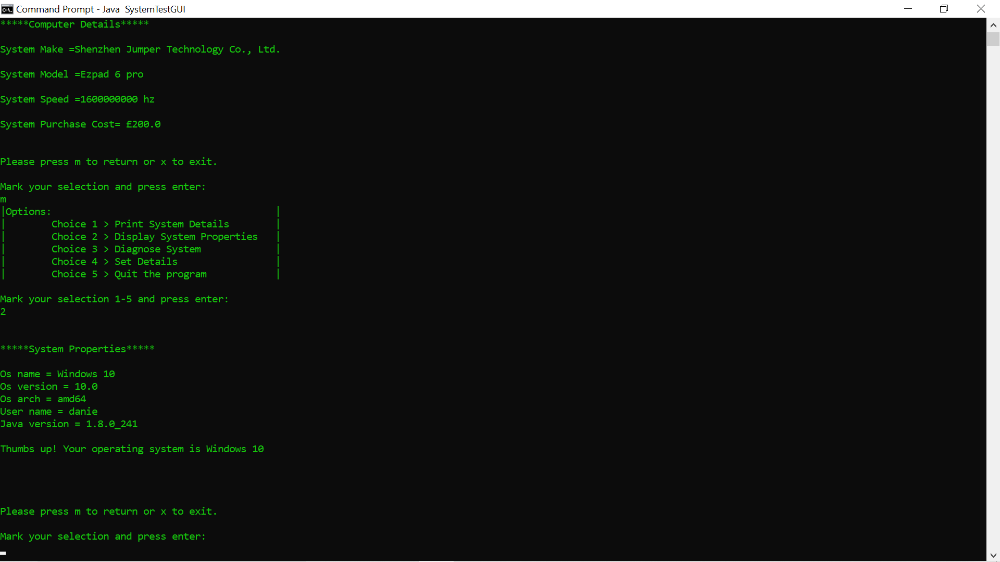 Command Prompt - Java  SystemTestGUI
*****Computer Details*****
System Make =Shenzhen Jumper Technology Co., Ltd.
System Model =Ezpad 6 pro
System Speed =1600000000 hz
System Purchase Cost= £200.0
Please press m to return or x to exit.
Mark your selection and press enter:
m
|Options:                                       |
|        Choice 1 > Print System Details        |
|        Choice 2 > Display System Properties   |
|        Choice 3 > Diagnose System             |
|        Choice 4 > Set Details                 |
|        Choice 5 > Quit the program            |
Mark your selection 1-5 and press enter:
2
*****System Properties*****
Os name = Windows 10
Os version = 10.0
Os arch = amd64
User name = danie
Java version = 1.8.0_241
Thumbs up! Your operating system is Windows 10
Please press m to return or x to exit.
Mark your selection and press enter: